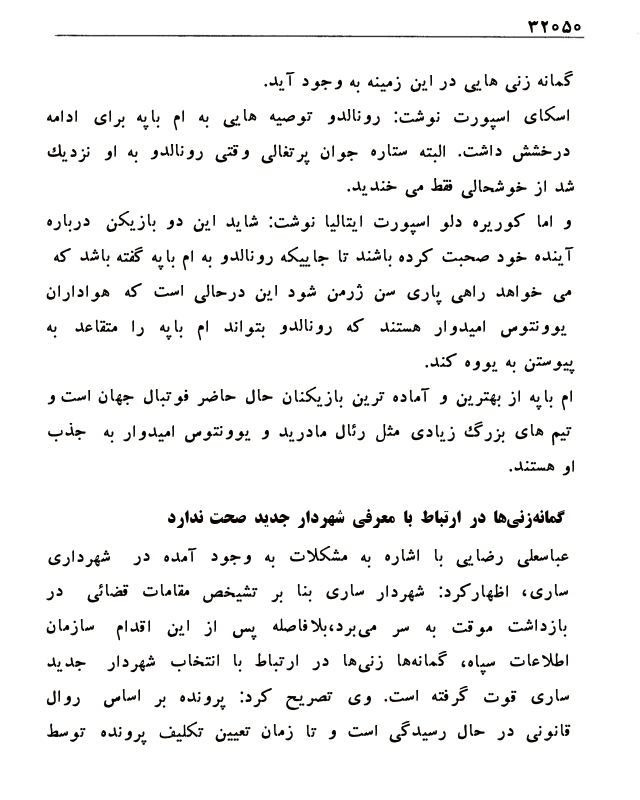 ۳۲۰۵۰
گمانه زنی هایی در این زمینه به وجود آید.
اسکای اسپورت نوشت: رونالدو توصیه هایی به ام باپه برای ادامه
درخشش داشت. البته ستاره جوان پرتغالی وقتی رونالدو به او نزدیك
شد از خوشحالی فقط می خندید.
و اما کوریره دلو اسپورت ایتالیا نوشت: شاید این دو بازیکن درباره
آینده خود صحبت کرده باشند تا جاییکه رونالدو به ام باپه گفته باشد که
می خواهد راهی پاری سن ژرمن شود این درحالی است که هواداران
یوونتوس امیدوار هستند که رونالدو بتواند ام باپه را متقاعد به
پیوستن به یووه کند.
ام باپه از بهترین و آماده ترین بازیکنان حال حاضر فوتبال جهان است و
تیم های بزرگ زیادی مثل رئال مادرید و یوونتوس امیدوار به جذب
او هستند.
گمانه‌زنی‌ها در ارتباط با معرفی شهردار جدید صحت ندارد
عباسعلی رضایی با اشاره به مشکلات به وجود آمده در شهرداری
ساری، اظهارکرد: شهردار ساری بنا بر تشیخص مقامات قضائی در
بازداشت موقت به سر می‌برد،بلافاصله پس از این اقدام سازمان
اطلاعات سپاه، گمانه‌ها زنی‌ها در ارتباط با انتخاب شهردار جدید
ساری قوت گرفته است. وی تصریح کرد: پرونده بر اساس روال
قانونی در حال رسیدگی است و تا زمان تعیین تکلیف پرونده توسط